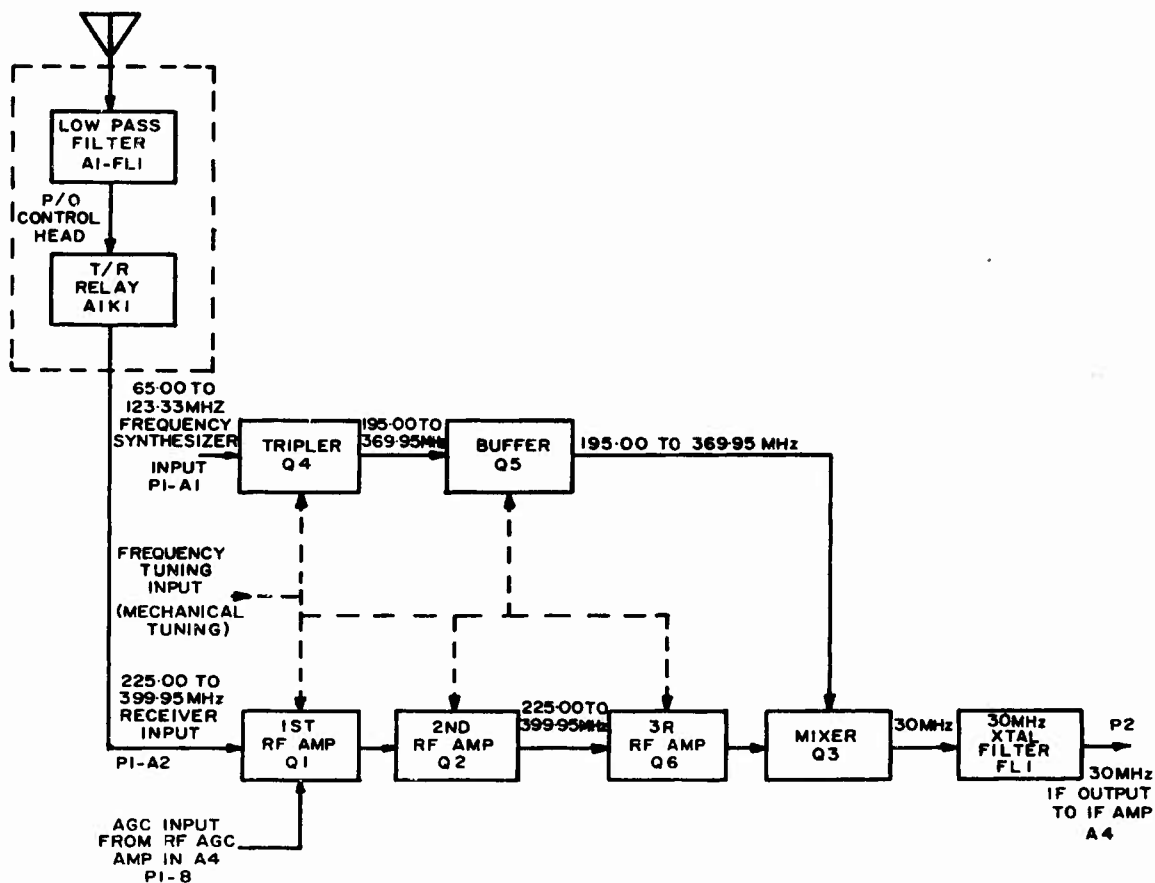 LOW PASS
FILTER
A1-FL1
P/O
CONTROL
HEAD
T/R
RELAY
A1K1
65.00 TO
123.33MHZ
FREQUENCY
SYNTHESIZER
INPUT
P1-A1
TRIPLER
Q4
195.00 TO
369.95MHz
BUFFER
Q5
195.00 TO 369.95 MHz
FREQUENCY
TUNING
INPUT
(MECHANICAL
TUNING)
225.00 TO
399.95MHz
RECEIVER
INPUT
P1-A2
1ST
RF AMP
Q1
2ND
RF AMP
Q2
225.00 TO
399.95MHz
3R
RF AMP
Q6
MIXER
Q3
30MHz
30MHz
XTAL
FILTER
FL1
P2
30MHz
IF OUTPUT
TO IF AMP
A4
AGC INPUT
FROM RF AGC
AMP IN A4
P1-8